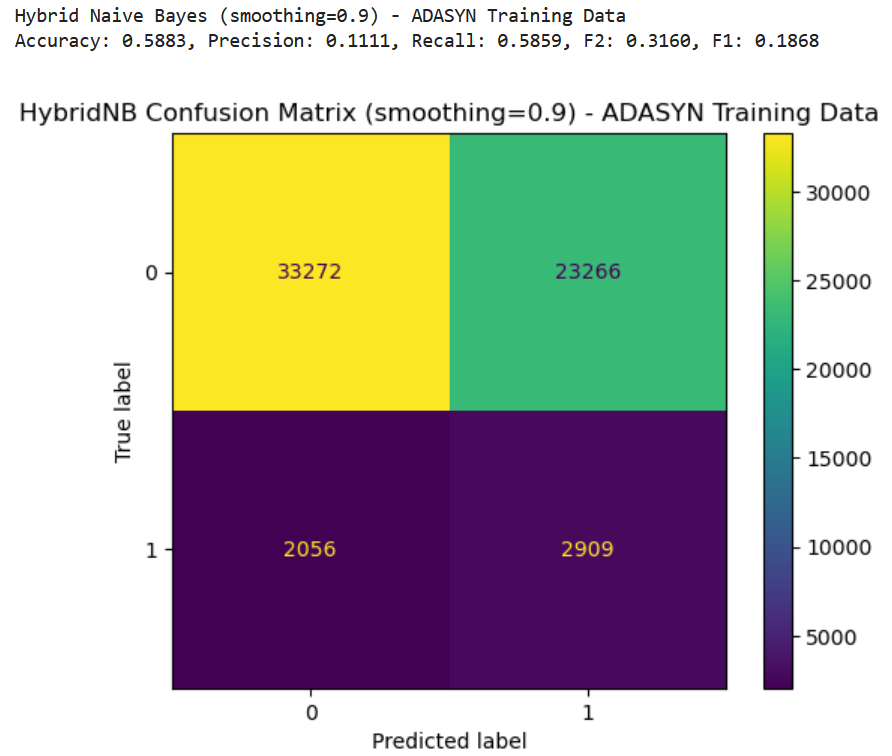 Hybrid Naive Bayes (smoothing=0.9) - ADASYN Training Data
Accuracy: 0.5883, Precision: 0.1111, Recall: 0.5859, F2: 0.3160, F1: 0.1868
HybridNB Confusion Matrix (smoothing=0.9) - ADASYN Training Data
True label
0
33272
23266
1
2056
2909
0
1
Predicted label
30000
25000
20000
15000
10000
5000